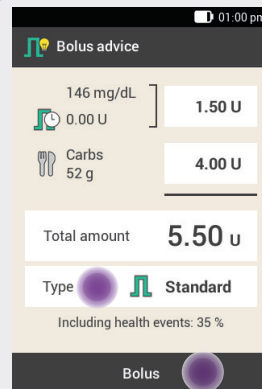 01:00 pm
Bolus advice
146 mg/dL
1.50 U
0.00 U
Carbs
4.00 U
52 g
Total amount 5.50 U
Type Standard
Including health events: 35 %
Bolus